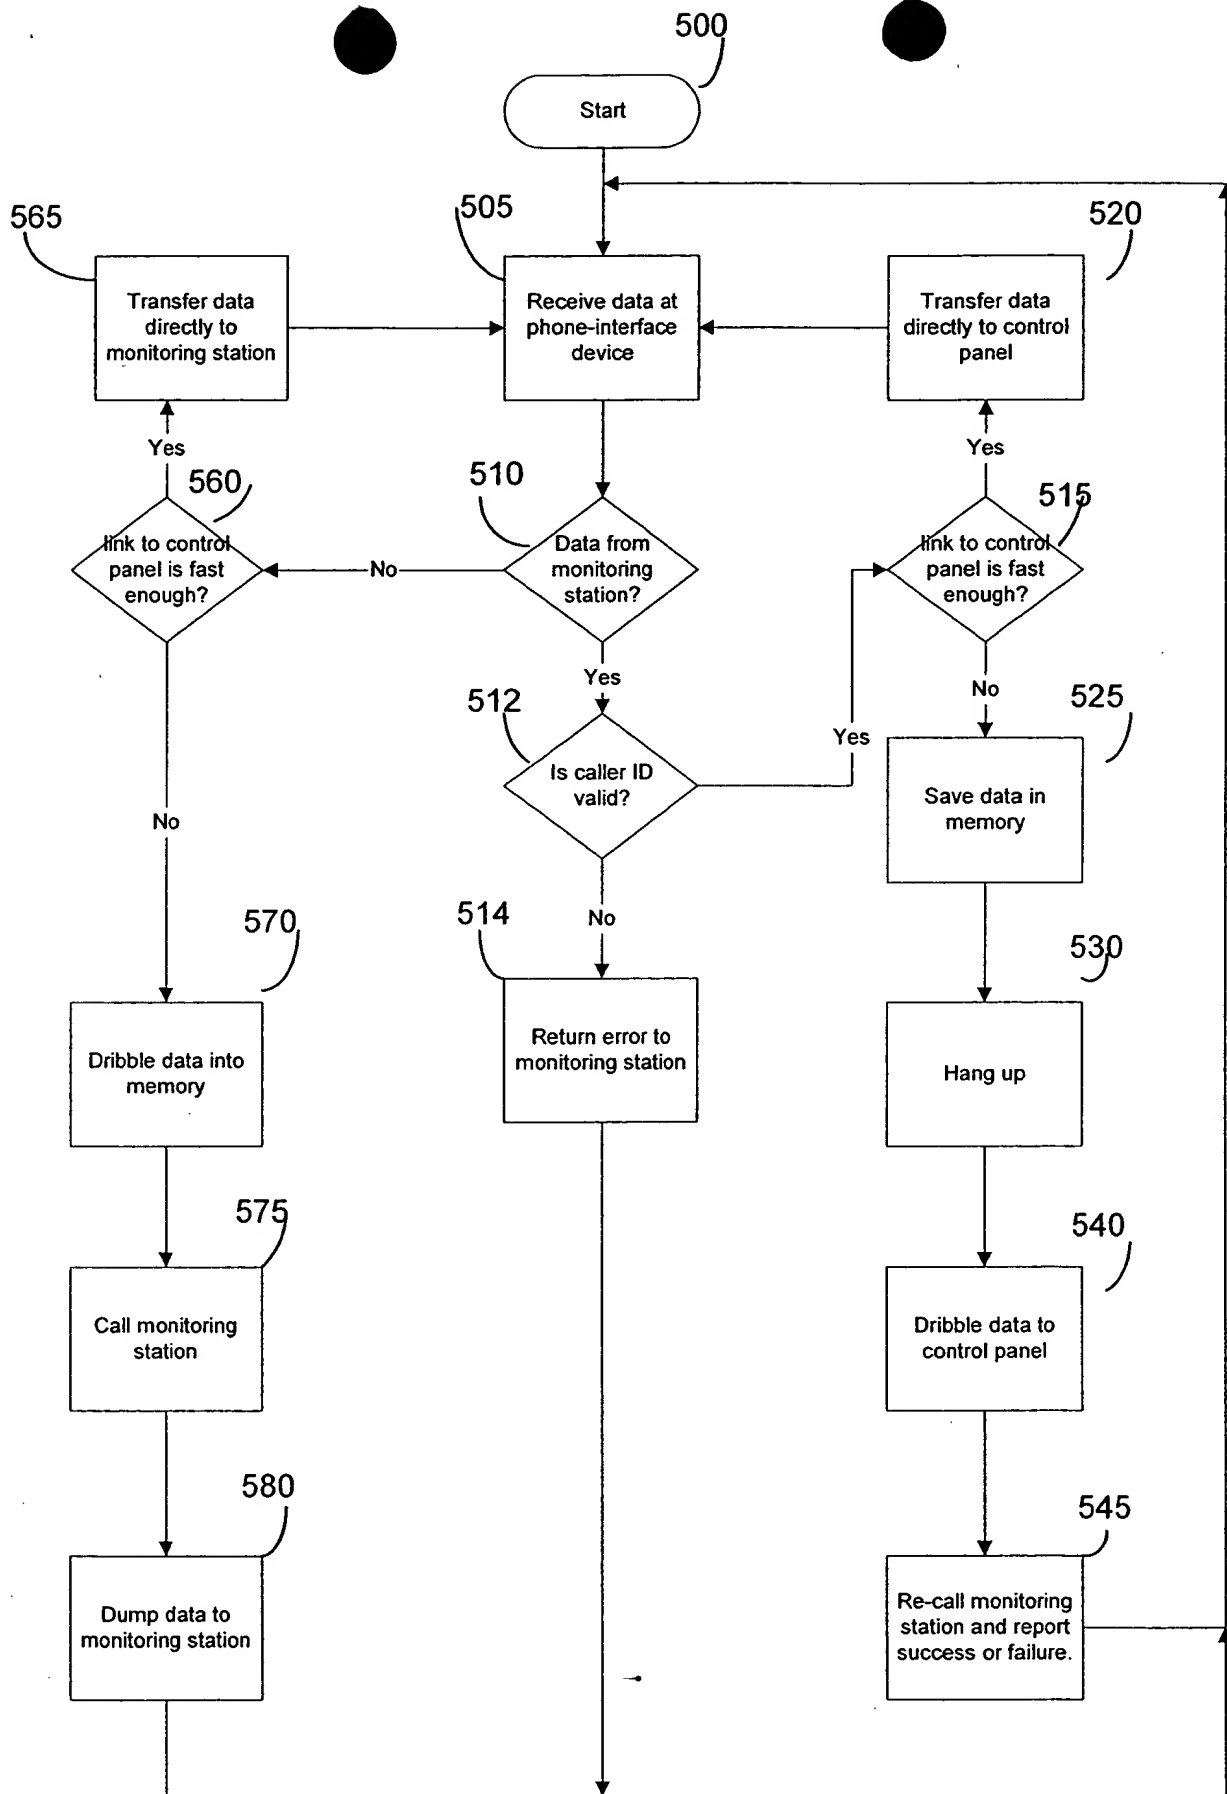 500
Start
565
505
520
Transfer data
directly to
monitoring station
Receive data at
phone-interface
device
Transfer data
directly to control
panel
Yes
Yes
560
510
515
link to control
panel is fast
enough?
No
Data from
monitoring
station?
link to control
panel is fast
enough?
Yes
512
No
525
Yes
Is caller ID
valid?
Save data in
memory
No
570
514
No
530
Dribble data into
memory
Return error to
monitoring station
Hang up
575
540
Call monitoring
station
Dribble data to
control panel
580
545
Dump data to
monitoring station
Re-call monitoring
station and report
success or failure.